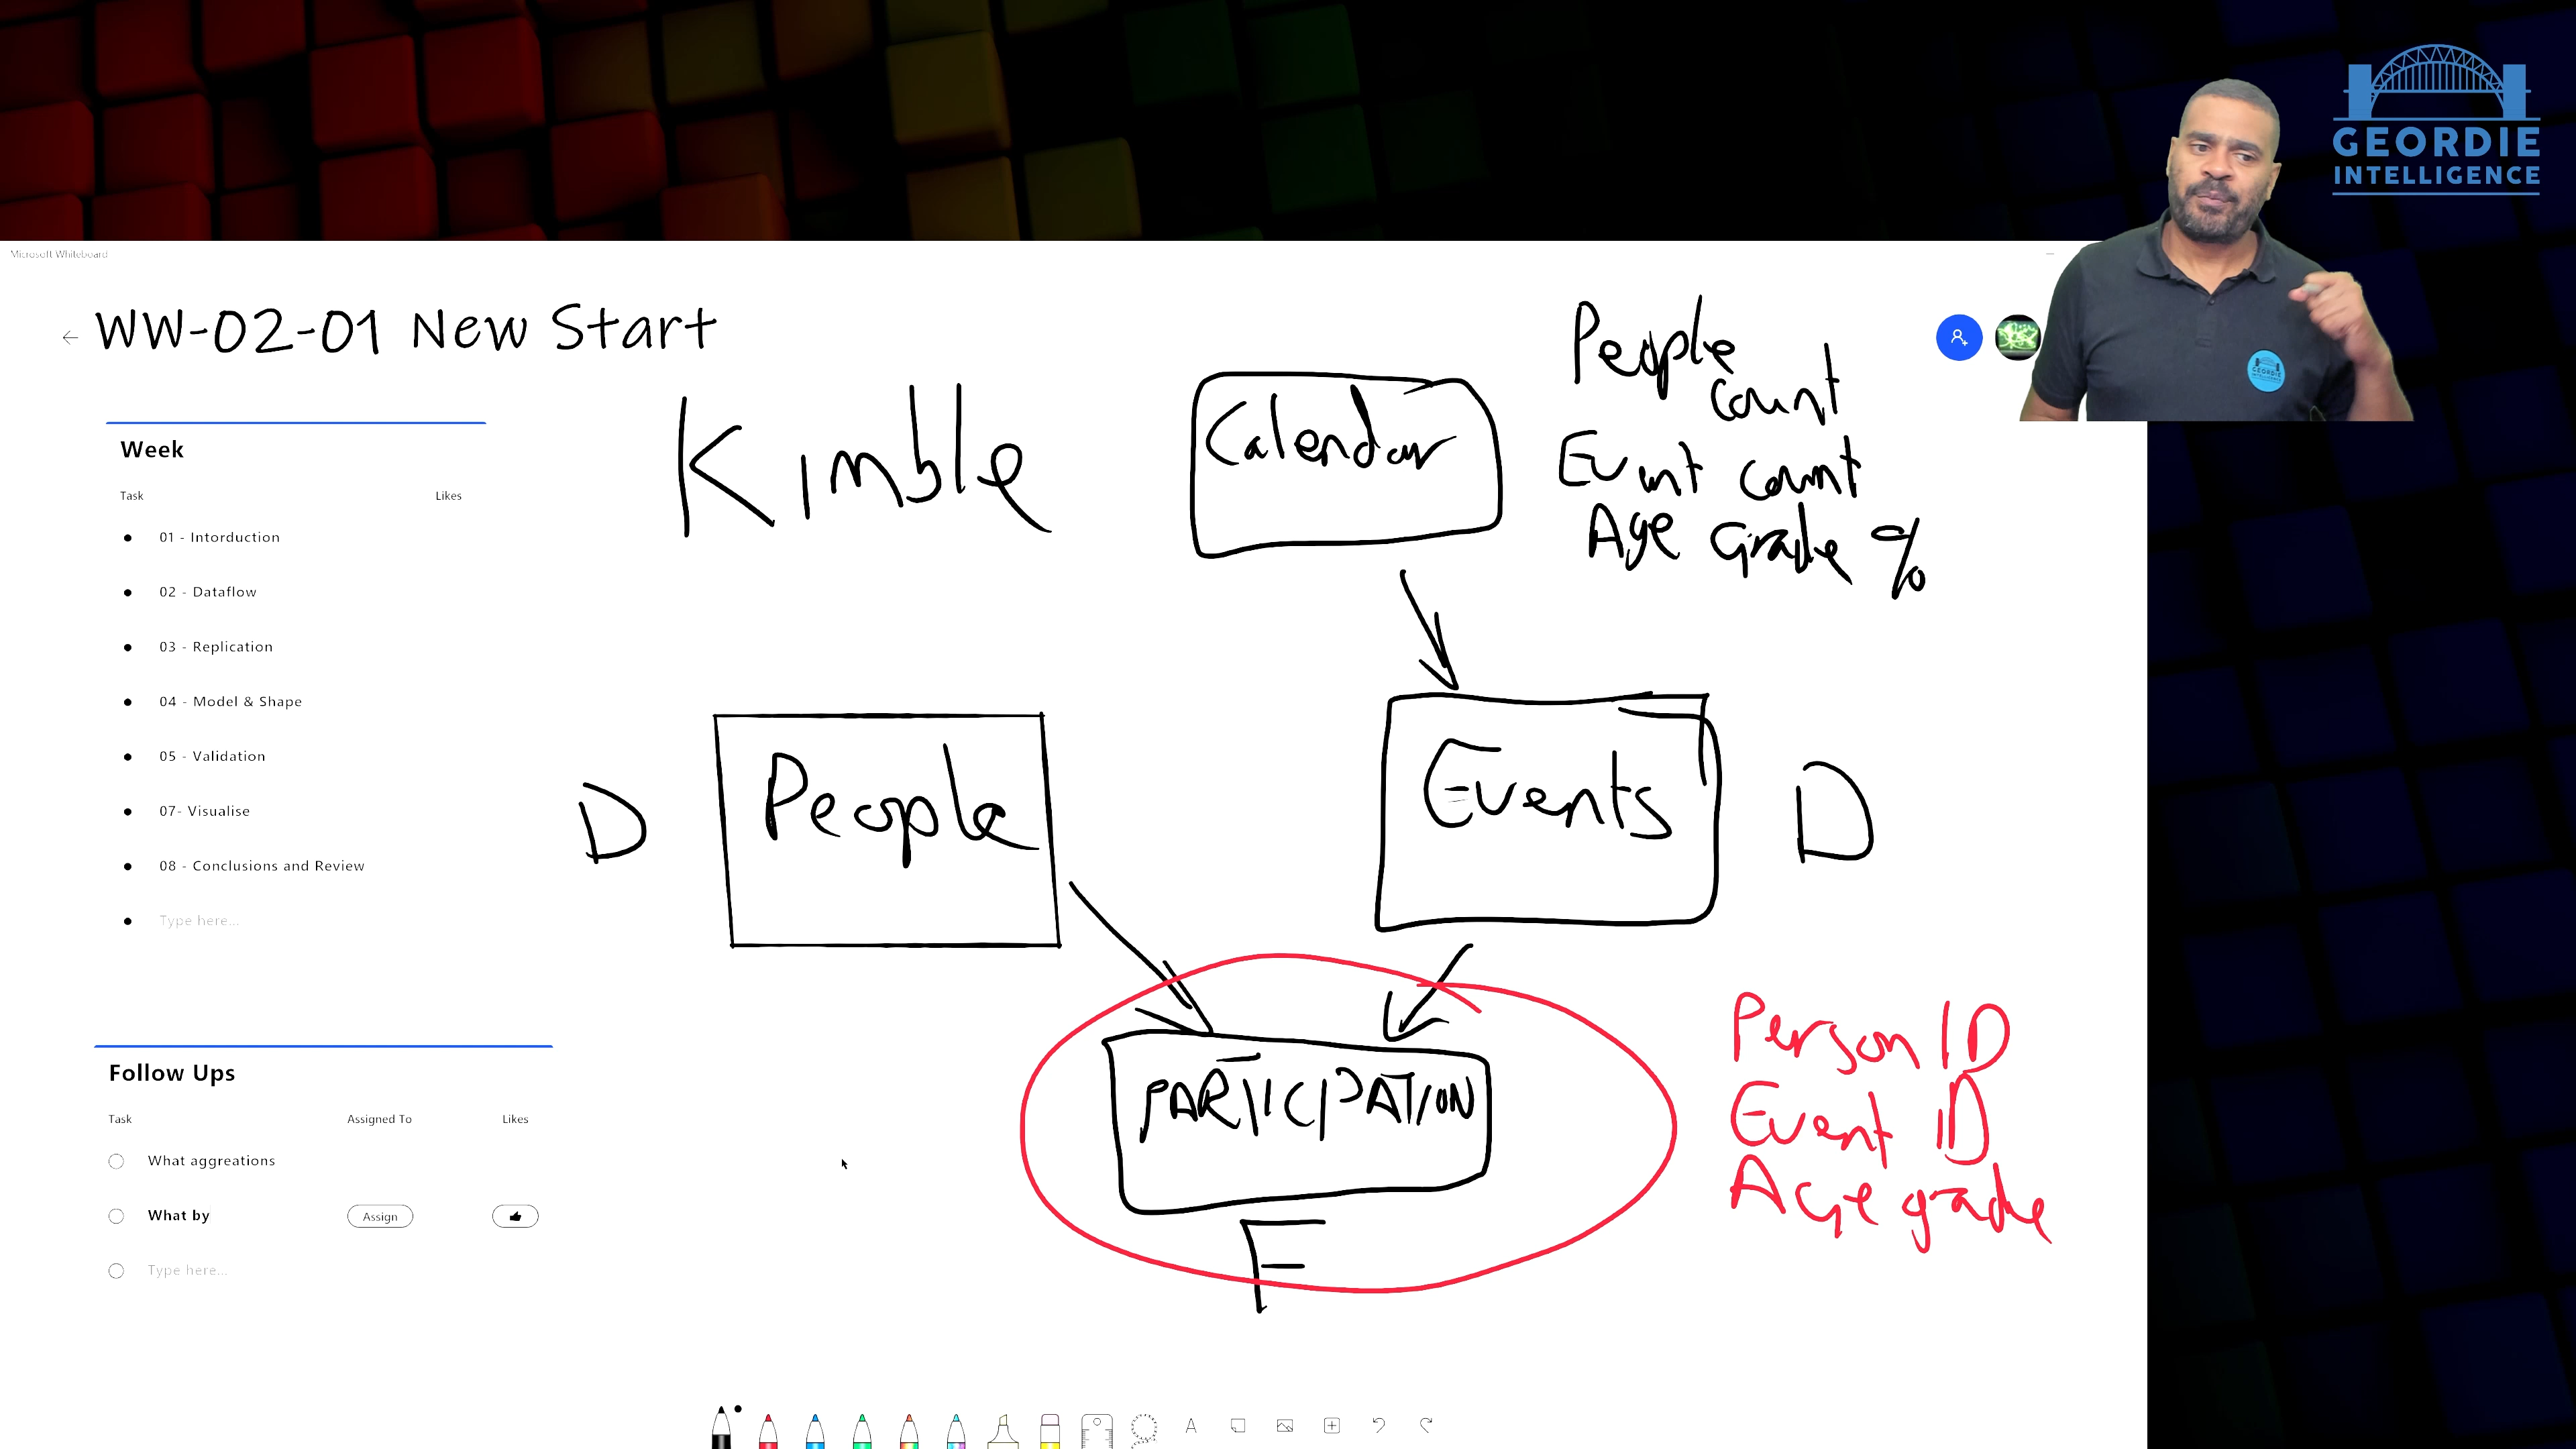 GEORDIE
INTELLIGENCE
Microsoft Whiteboard
WW-02-01 New Start
Week
Task Likes
01 - Intorduction
02 - Dataflow
03 - Replication
04 - Model & Shape
05 - Validation
07- Visualise
08 - Conclusions and Review
Type here...
Follow Ups
Task Assigned To Likes
What aggreations
What by Assign
Type here...
Kimble
Calendar
People
count
Event count
Age Grade %
D
People
Events
D
PARTICIPATION
F
Person ID
Event ID
Age grade
GEORDIE
INTELLIGENCE
A